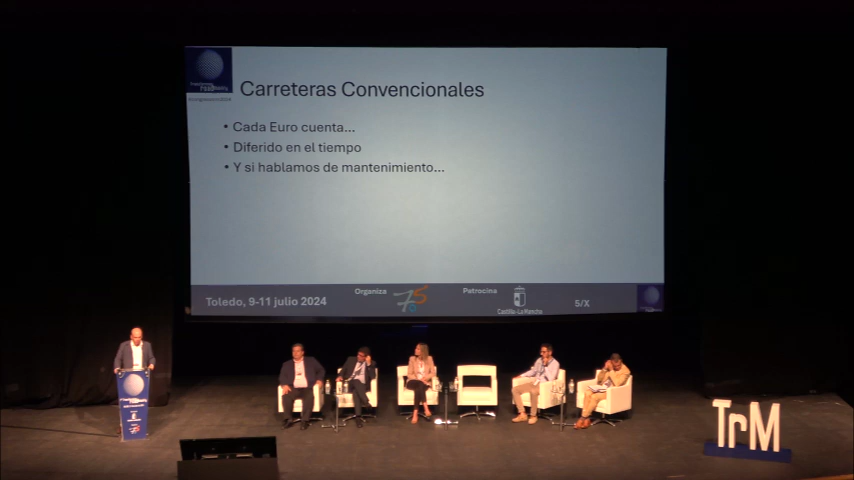 Carreteras Convencionales
• Cada Euro cuenta...
• Diferido en el tiempo
• Y si hablamos de mantenimiento...
Toledo, 9-11 julio 2024
Organiza
75
Patrocina
Castilla-La Mancha
5/X
TrM